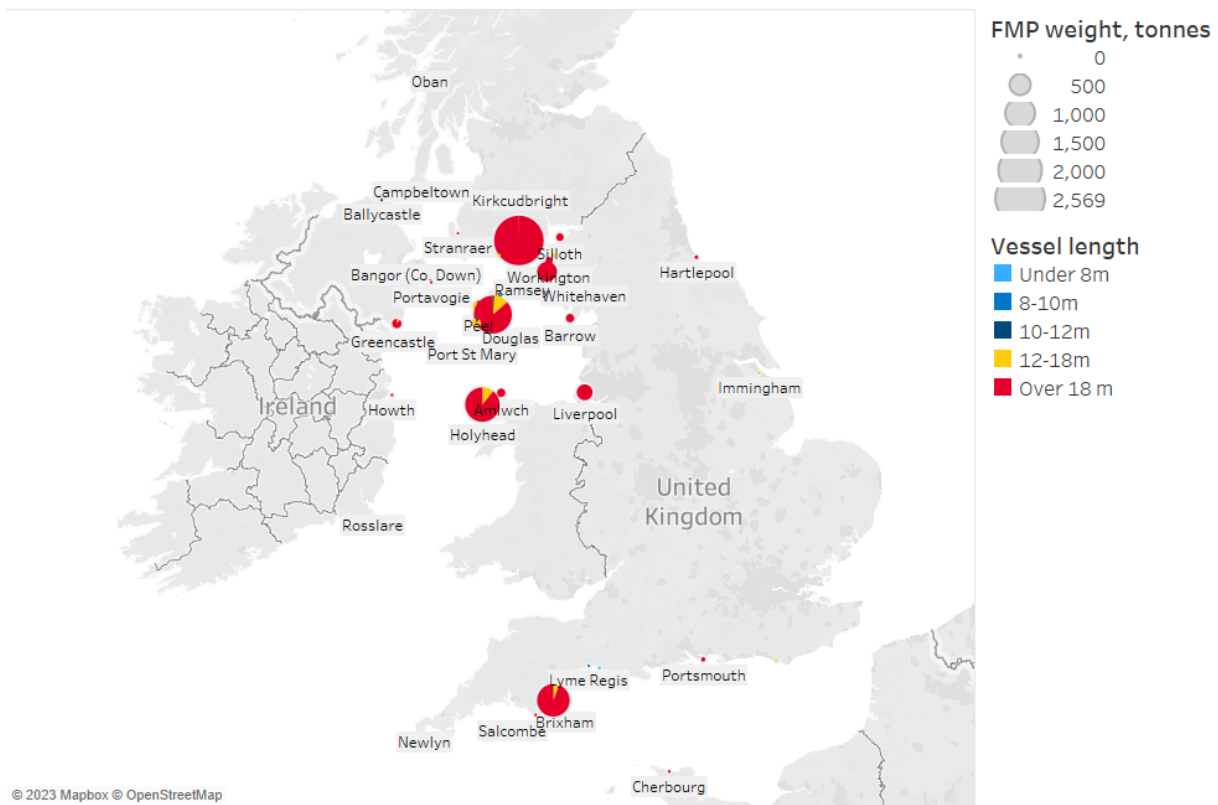 FMP weight, tonnes
0
500
1,000
1,500
2,000
2,569
Vessel length
Under 8m
8-10m
10-12m
12-18m
Over 18 m
Oban
Campbeltown
Kirkcudbright
Ballycastle
Stranraer
Silloth
Hartlepool
Bangor (Co. Down)
Workington
Ramsey
Whitehaven
Portavogie
Peel
Douglas
Barrow
Greencastle
Port St Mary
Immingham
Ireland
Howth
Amlwch
Liverpool
Holyhead
United
Kingdom
Rosslare
Lyme Regis
Portsmouth
Brixham
Salcombe
Newlyn
Cherbourg
© 2023 Mapbox © OpenStreetMap